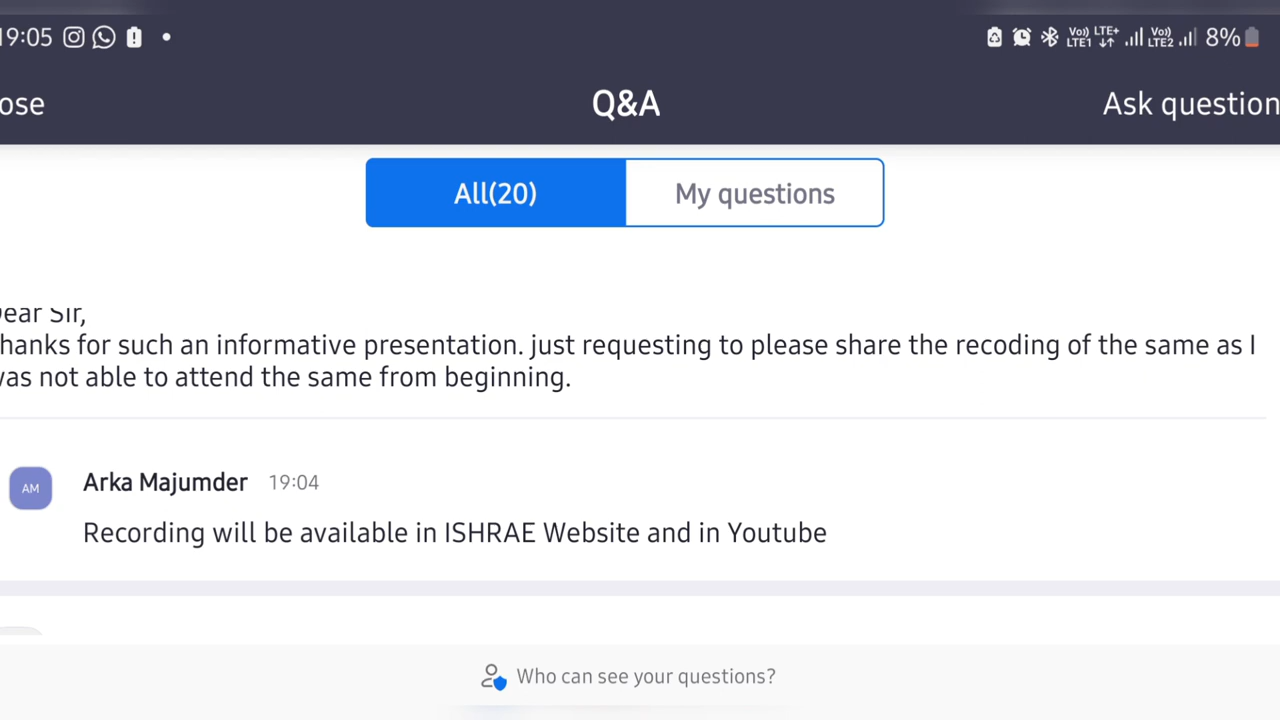 19:05 8%
ose Q&A Ask question
All(20) My questions
ear Sir,
hanks for such an informative presentation. just requesting to please share the recoding of the same as I
as not able to attend the same from beginning.
AM Arka Majumder 19:04
Recording will be available in ISHRAE Website and in Youtube
Who can see your questions?